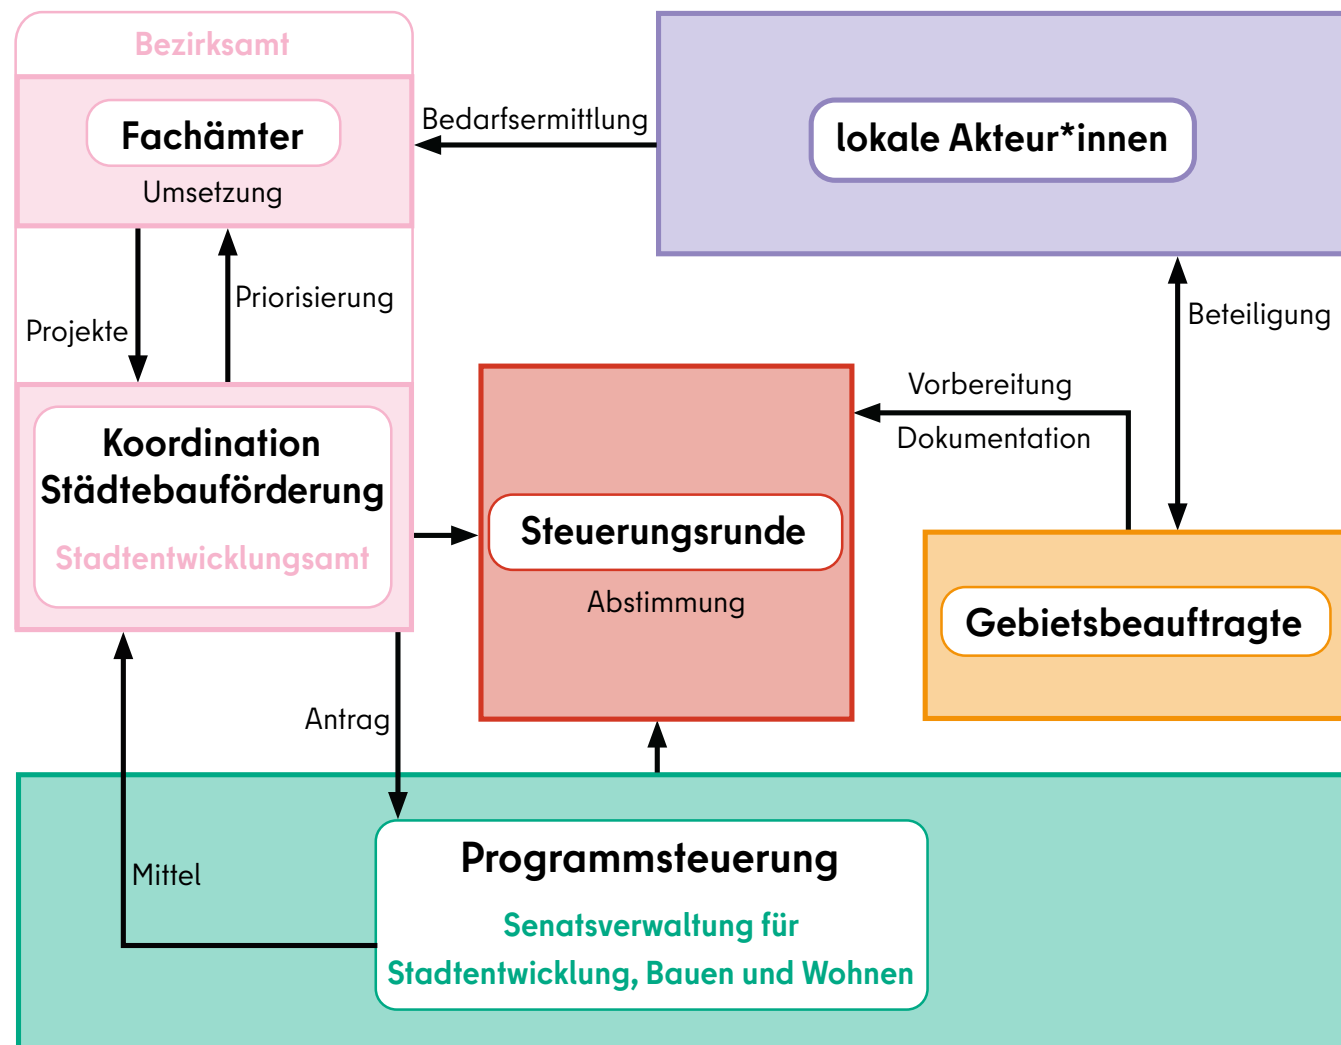 Bezirksamt
Fachämter
Umsetzung
Bedarfsermittlung
lokale Akteur*innen
Projekte
Priorisierung
Beteiligung
Koordination
Städtebauförderung
Stadtentwicklungsamt
Vorbereitung
Dokumentation
Steuerungsrunde
Abstimmung
Gebietsbeauftragte
Antrag
Mittel
Programmsteuerung
Senatsverwaltung für
Stadtentwicklung, Bauen und Wohnen